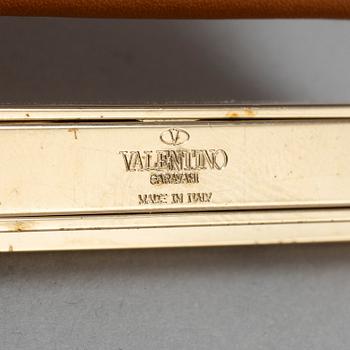 V
VALENTINO
GARAVANI
MADE IN ITALY